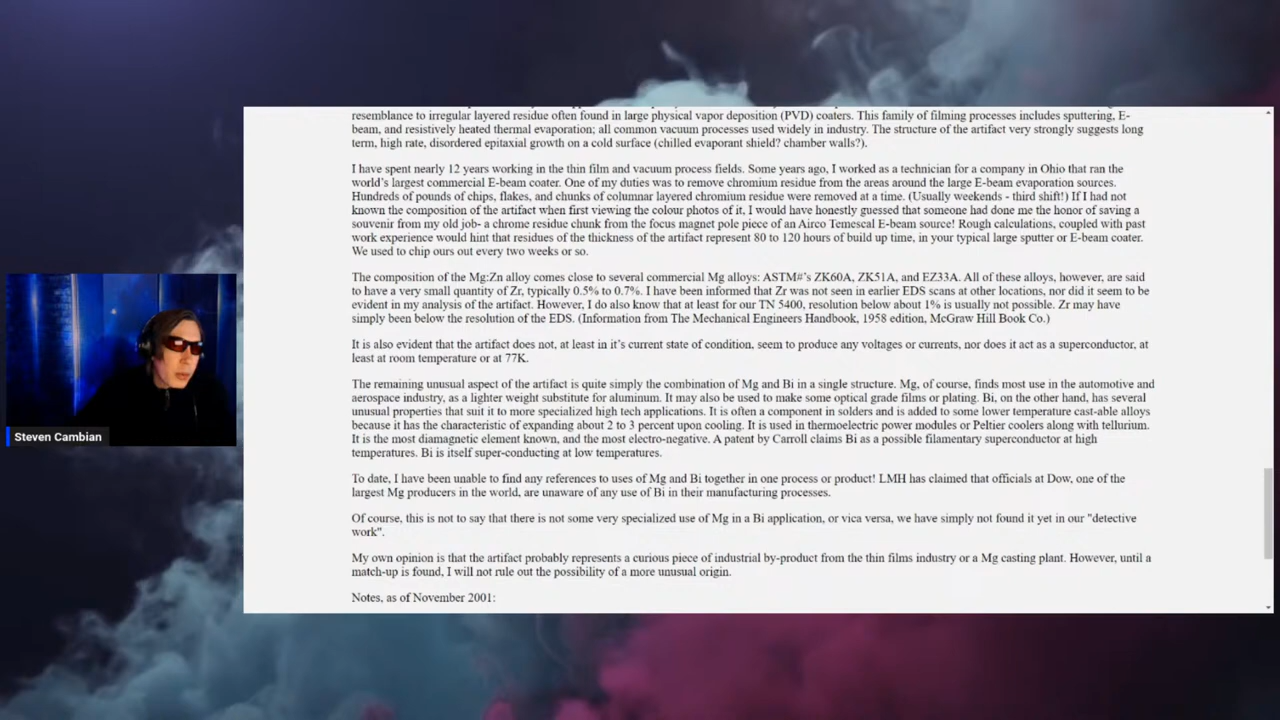 resemblance to irregular layered residue often found in large physical vapor deposition (PVD) coaters. This family of filming processes includes sputtering, E-
beam, and resistively heated thermal evaporation; all common vacuum processes used widely in industry. The structure of the artifact very strongly suggests long
term, high rate, disordered epitaxial growth on a cold surface (chilled evaporant shield? chamber walls?).
I have spent nearly 12 years working in the thin film and vacuum process fields. Some years ago, I worked as a technician for a company in Ohio that ran the
world's largest commercial E-beam coater. One of my duties was to remove chromium residue from the areas around the large E-beam evaporation sources.
Hundreds of pounds of chips, flakes, and chunks of columnar layered chromium residue were removed at a time. (Usually weekends - third shift!) If I had not
known the composition of the artifact when first viewing the colour photos of it, I would have honestly guessed that someone had done me the honor of saving a
souvenir from my old job- a chrome residue chunk from the focus magnet pole piece of an Airco Temescal E-beam source! Rough calculations, coupled with past
work experience would hint that residues of the thickness of the artifact represent 80 to 120 hours of build up time, in your typical large sputter or E-beam coater.
We used to chip ours out every two weeks or so.
The composition of the Mg:Zn alloy comes close to several commercial Mg alloys: ASTM#'s ZK60A, ZK51A, and EZ33A. All of these alloys, however, are said
to have a very small quantity of Zr, typically 0.5% to 0.7%. I have been informed that Zr was not seen in earlier EDS scans at other locations, nor did it seem to be
evident in my analysis of the artifact. However, I do also know that at least for our TN 5400, resolution below about 1% is usually not possible. Zr may have
simply been below the resolution of the EDS. (Information from The Mechanical Engineers Handbook, 1958 edition, McGraw Hill Book Co.)
It is also evident that the artifact does not, at least in it's current state of condition, seem to produce any voltages or currents, nor does it act as a superconductor, at
least at room temperature or at 77K.
The remaining unusual aspect of the artifact is quite simply the combination of Mg and Bi in a single structure. Mg, of course, finds most use in the automotive and
aerospace industry, as a lighter weight substitute for aluminum. It may also be used to make some optical grade films or plating. Bi, on the other hand, has several
unusual properties that suit it to more specialized high tech applications. It is often a component in solders and is added to some lower temperature cast-able alloys
because it has the characteristic of expanding about 2 to 3 percent upon cooling. It is used in thermoelectric power modules or Peltier coolers along with tellurium.
It is the most diamagnetic element known, and the most electro-negative. A patent by Carroll claims Bi as a possible filamentary superconductor at high
temperatures. Bi is itself super-conducting at low temperatures.
Steven Cambian
To date, I have been unable to find any references to uses of Mg and Bi together in one process or product! LMH has claimed that officials at Dow, one of the
largest Mg producers in the world, are unaware of any use of Bi in their manufacturing processes.
Of course, this is not to say that there is not some very specialized use of Mg in a Bi application, or vica versa, we have simply not found it yet in our "detective
work".
My own opinion is that the artifact probably represents a curious piece of industrial by-product from the thin films industry or a Mg casting plant. However, until a
match-up is found, I will not rule out the possibility of a more unusual origin.
Notes, as of November 2001: